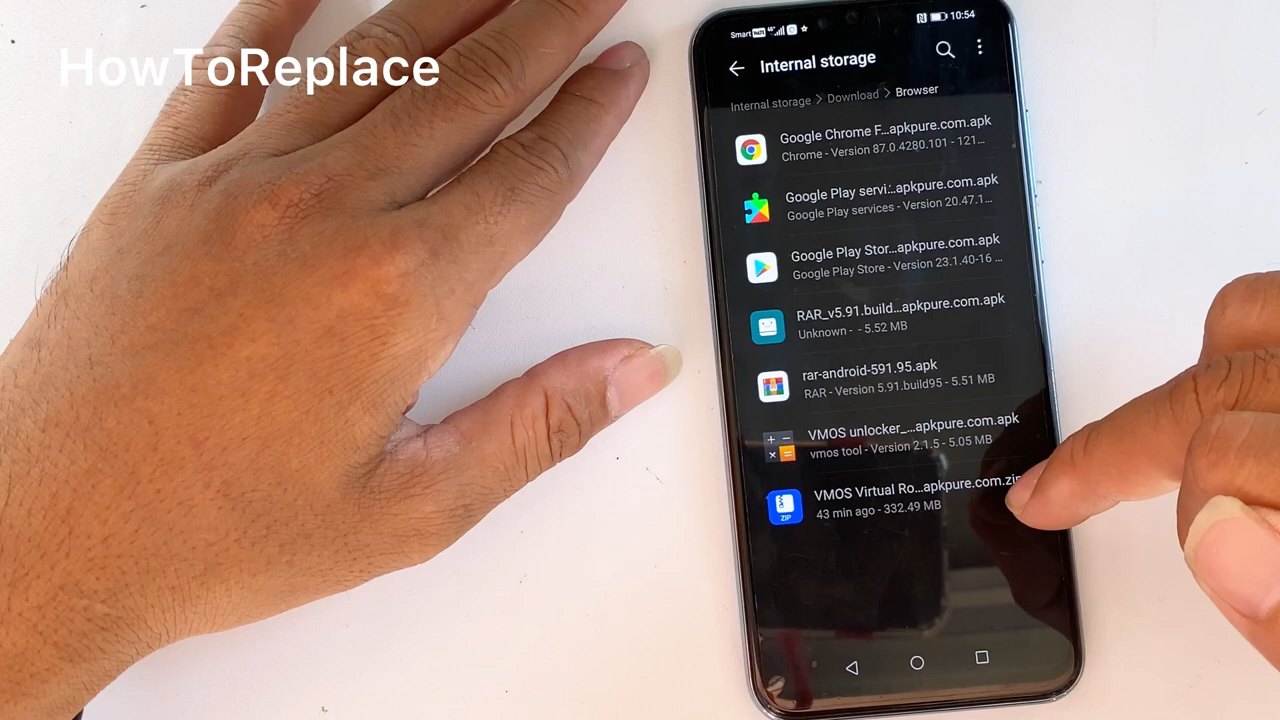 HowToReplace
Smart 10:54
Internal storage
Internal storage > Download > Browser
Google Chrome F...apkpure.com.apk
Chrome - Version 87.0.4280.101 - 121...
Google Play servi...apkpure.com.apk
Google Play services - Version 20.47.1...
Google Play Stor...apkpure.com.apk
Google Play Store - Version 23.1.40-16 ...
RAR_v5.91.build...apkpure.com.apk
Unknown - - 5.52 MB
rar-android-591.95.apk
RAR - Version 5.91.build95 - 5.51 MB
VMOS unlocker_...apkpure.com.apk
vmos tool - Version 2.1.5 - 5.05 MB
VMOS Virtual Ro...apkpure.com.zip
43 min ago - 332.49 MB
ZIP